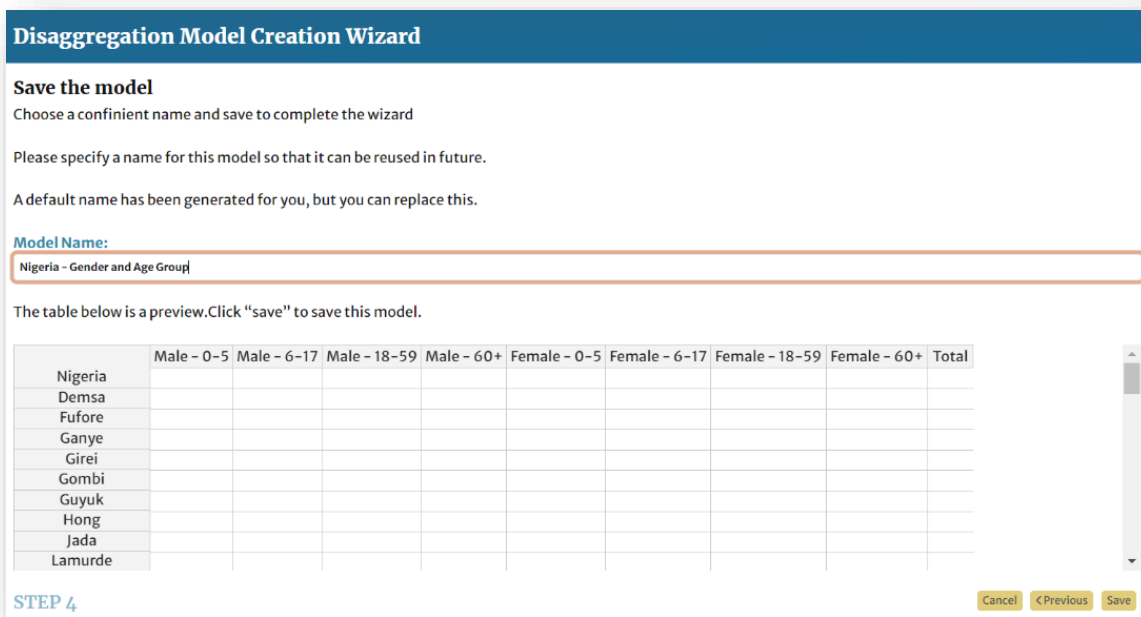 Disaggregation Model Creation Wizard
Save the model
Choose a confinient name and save to complete the wizard
Please specify a name for this model so that it can be reused in future.
A default name has been generated for you, but you can replace this.
Model Name:
Nigeria - Gender and Age Group
The table below is a preview.Click “save” to save this model.
Male - 0-5 Male - 6-17 Male - 18-59 Male - 60+ Female - 0-5 Female - 6-17 Female - 18-59 Female - 60+ Total
Nigeria
Demsa
Fufore
Ganye
Girei
Gombi
Guyuk
Hong
Jada
Lamurde
STEP 4 Cancel <Previous Save